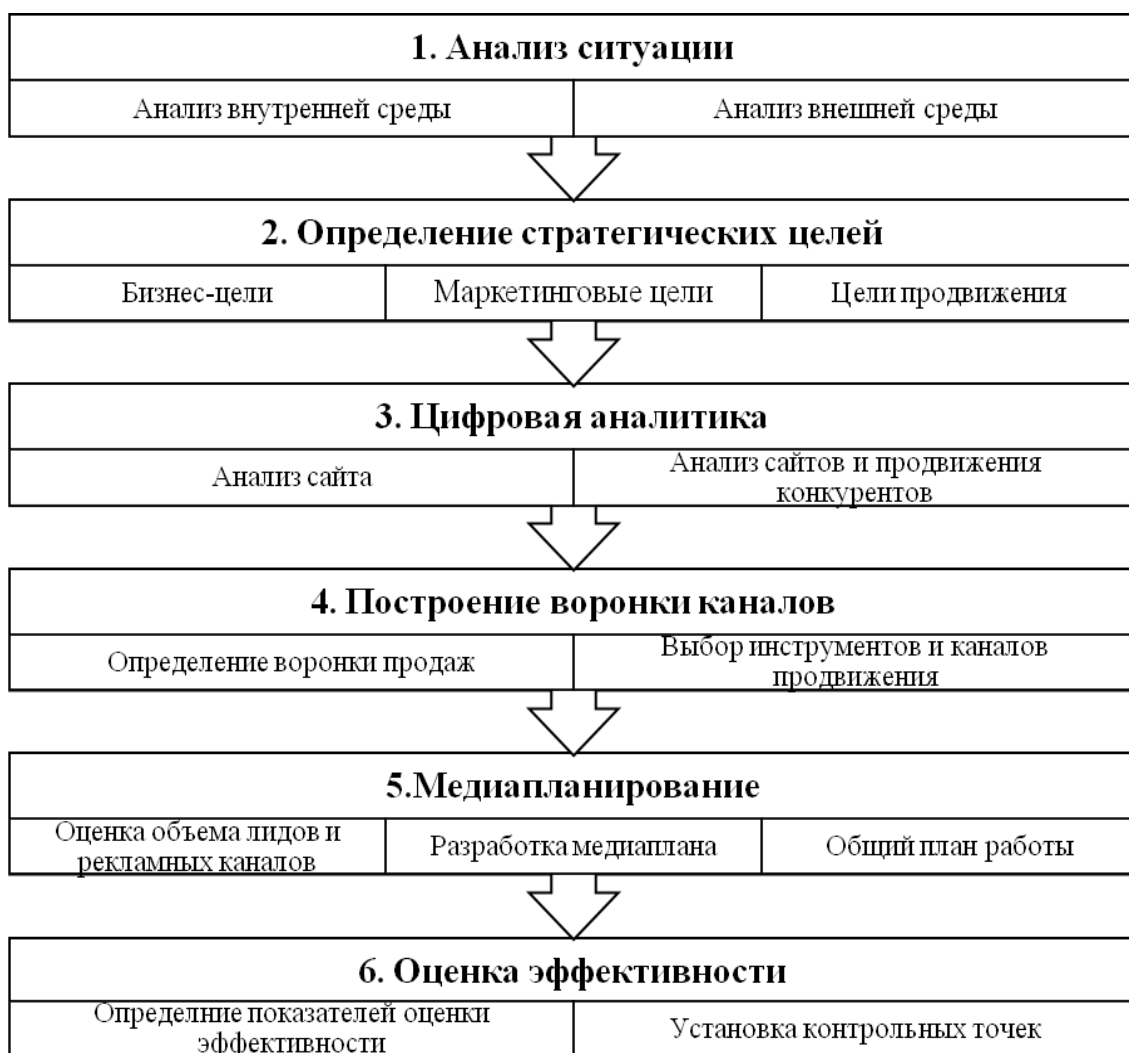 1. Анализ ситуации
Анализ внутренней среды
Анализ внешней среды
2. Определение стратегических целей
Бизнес-цели
Маркетинговые цели
Цели продвижения
3. Цифровая аналитика
Анализ сайта
Анализ сайтов и продвижения
конкурентов
4. Построение воронки каналов
Определение воронки продаж
Выбор инструментов и каналов
продвижения
5.Медиапланирование
Оценка объема лидов и
рекламных каналов
Разработка медиаплана
Общий план работы
6. Оценка эффективности
Определние показателей оценки
эффективности
Установка контрольных точек